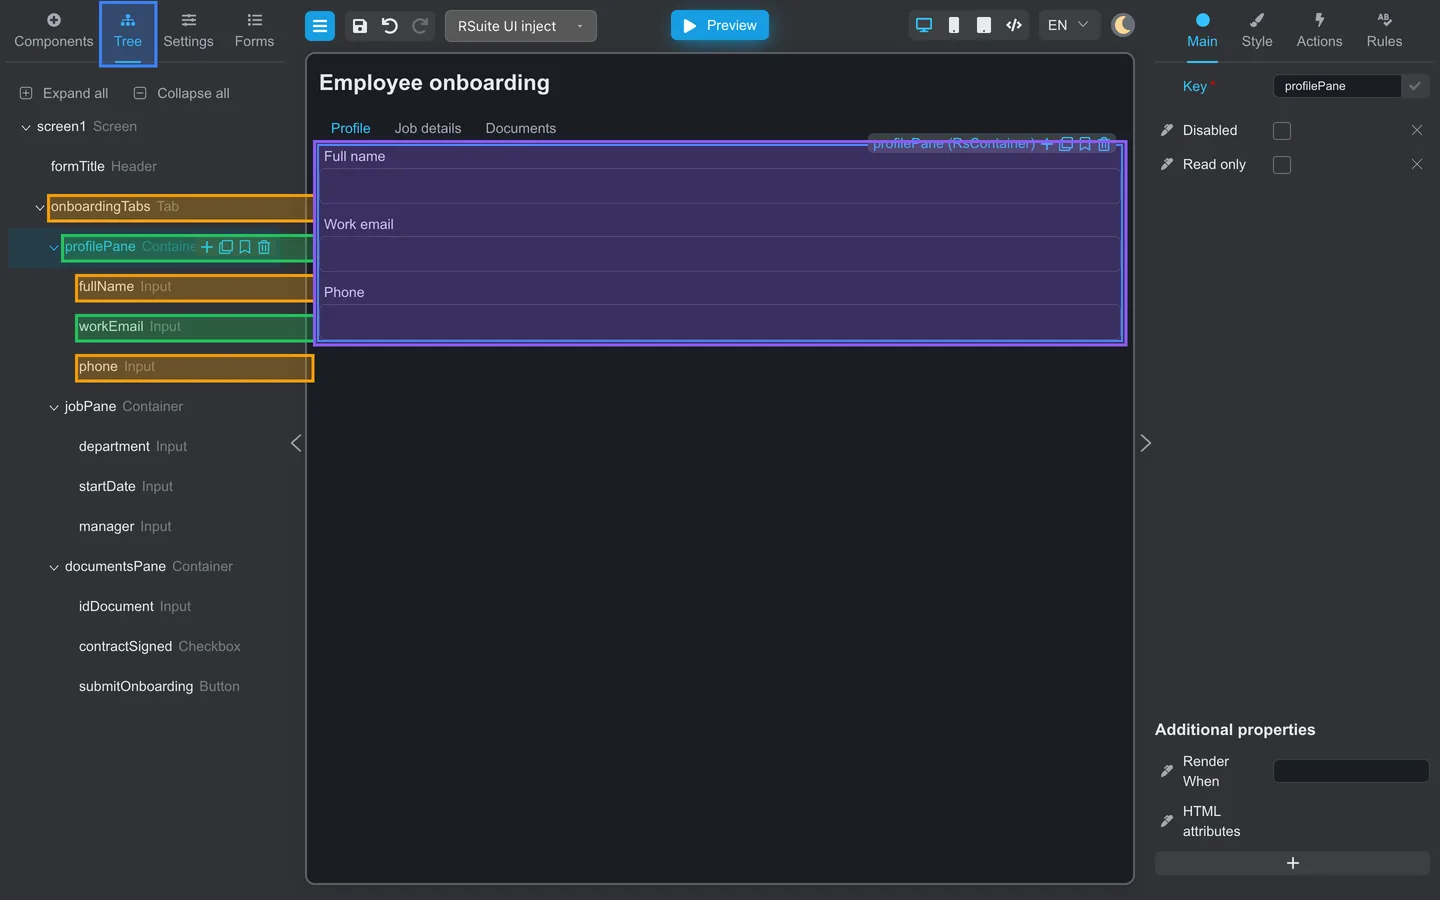 Components
Tree
Settings
Forms
RSuite UI inject
Preview
EN
Main
Style
Actions
Rules
Expand all
Collapse all
screen1 Screen
formTitle Header
onboardingTabs Tab
profilePane Containe
fullName Input
workEmail Input
phone Input
jobPane Container
department Input
startDate Input
manager Input
documentsPane Container
idDocument Input
contractSigned Checkbox
submitOnboarding Button
Employee onboarding
Profile
Job details
Documents
profilePane (RsContainer)
Full name
Work email
Phone
Key *
profilePane
Disabled
Read only
Additional properties
Render
When
HTML
attributes